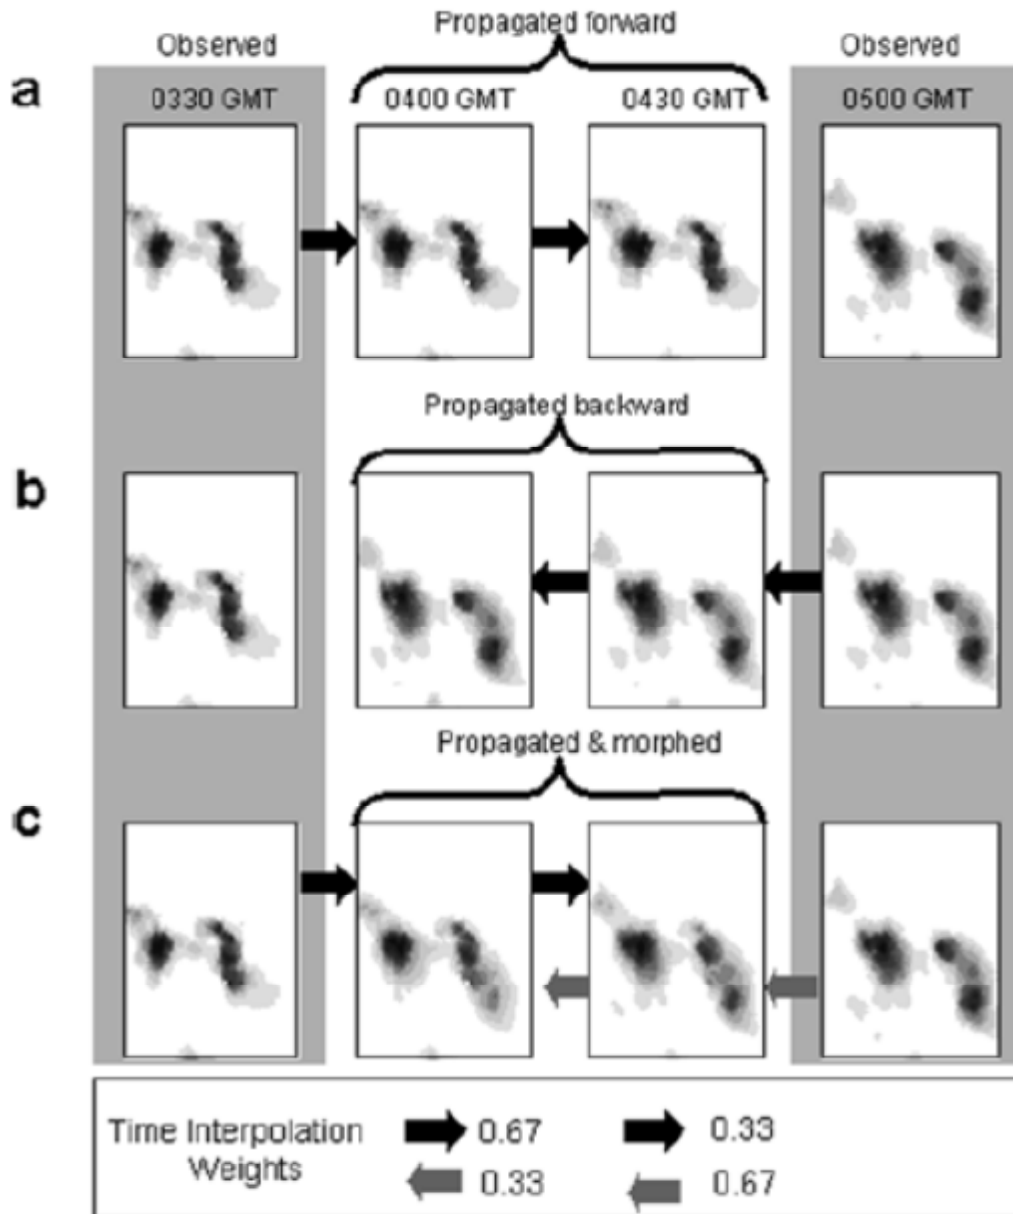 Propagated forward
Observed
Observed
a
0330 GMT
0400 GMT
0430 GMT
0500 GMT
Propagated backward
b
Propagated & morphed
c
Time Interpolation
Weights
0.67
0.33
0.33
0.67